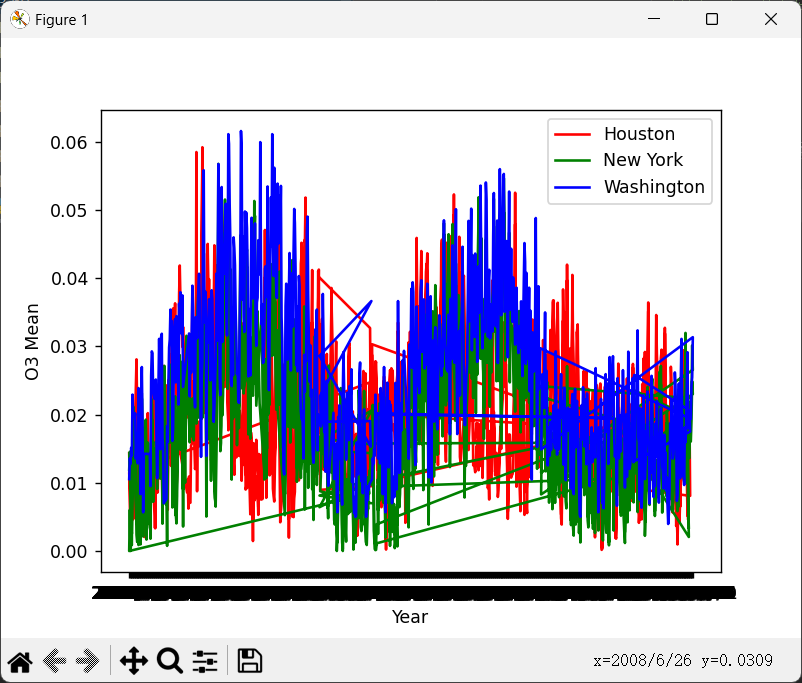 Figure 1
Houston
New York
Washington
0.06
0.05
0.04
0.03
0.02
0.01
0.00
O3 Mean
Year
x=2008/6/26 y=0.0309